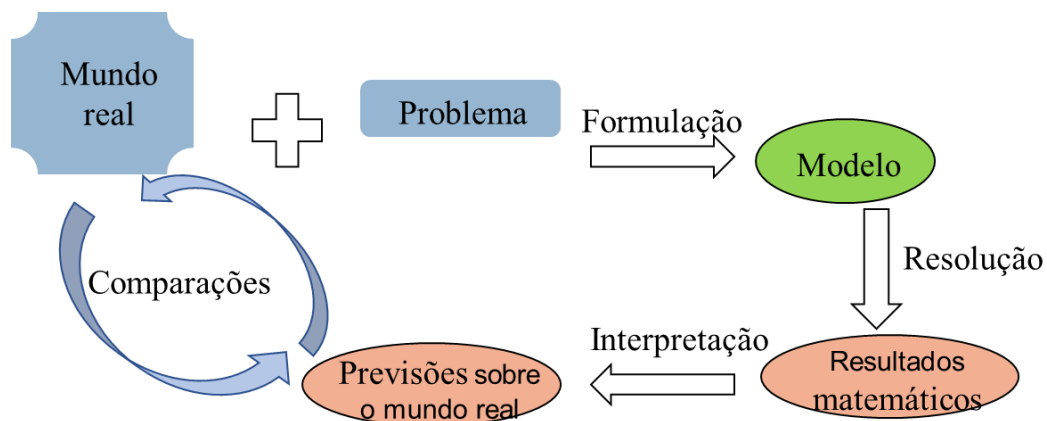 Mundo
real
Problema
Formulação
Modelo
Resolução
Comparações
Interpretação
Previsões sobre
o mundo real
Resultados
matemáticos